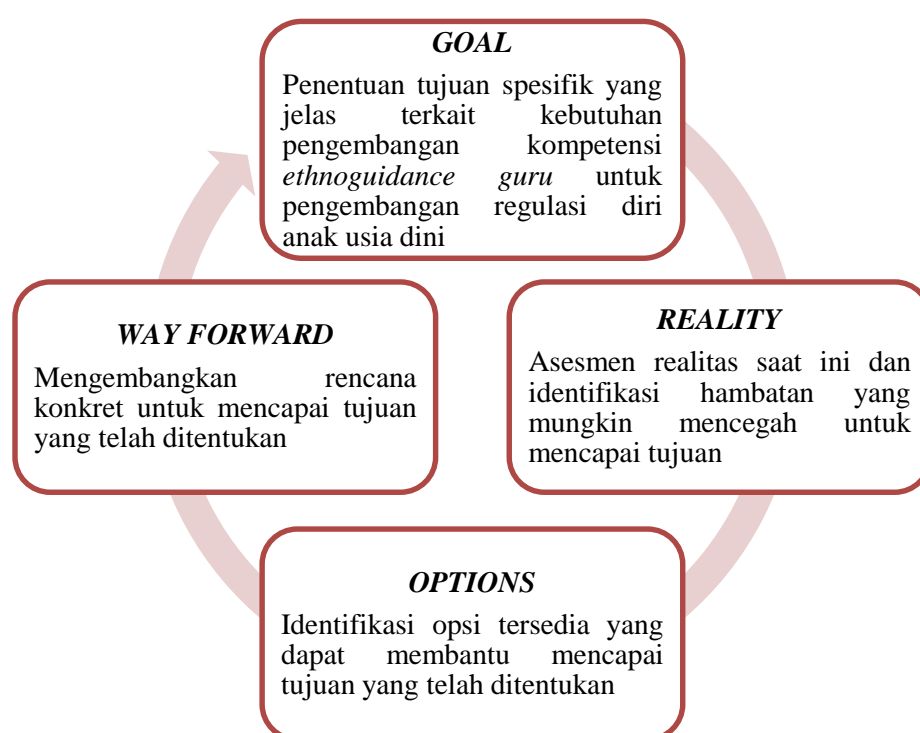 GOAL
Penentuan tujuan spesifik yang
jelas terkait kebutuhan
pengembangan kompetensi
ethnoguidance guru untuk
pengembangan regulasi diri
anak usia dini
REALITY
Asesmen realitas saat ini dan
identifikasi hambatan yang
mungkin mencegah untuk
mencapai tujuan
OPTIONS
Identifikasi opsi tersedia yang
dapat membantu mencapai
tujuan yang telah ditentukan
WAY FORWARD
Mengembangkan rencana
konkret untuk mencapai tujuan
yang telah ditentukan